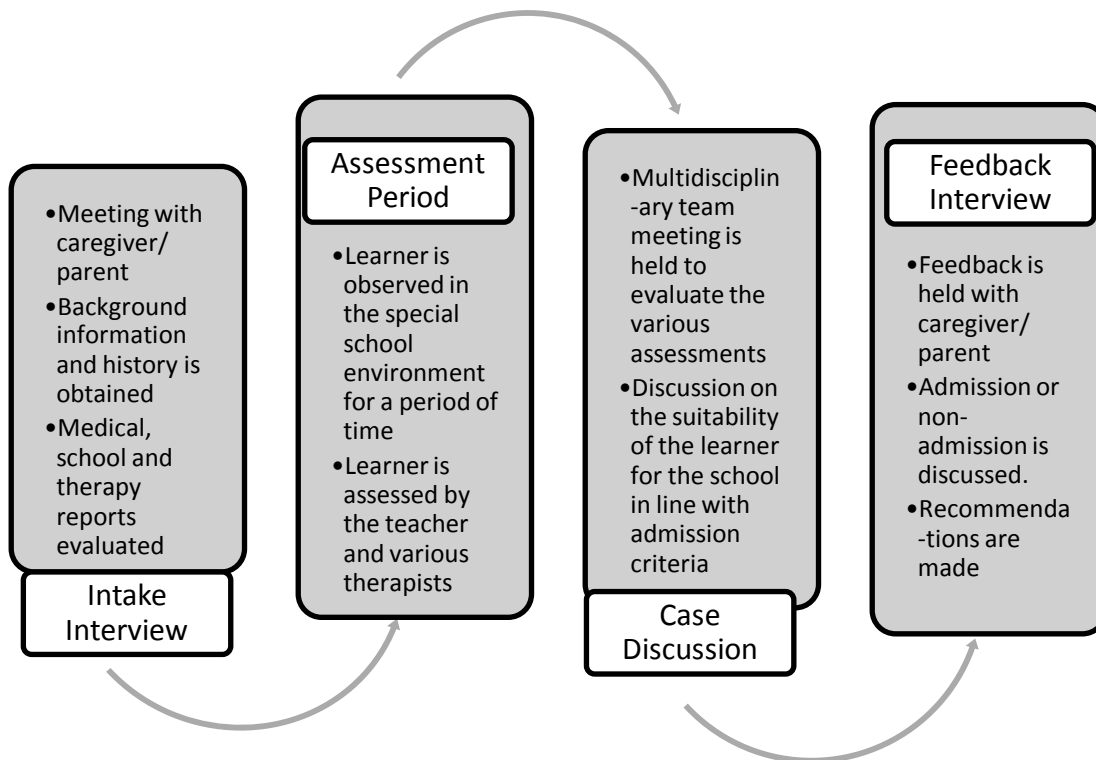 •Meeting with
caregiver/
parent
•Background
information
and history is
obtained
•Medical,
school and
therapy
reports
evaluated
Intake
Interview
Assessment
Period
•Learner is
observed in
the special
school
environment
for a period of
time
•Learner is
assessed by
the teacher
and various
therapists
•Multidisciplin
-ary team
meeting is
held to
evaluate the
various
assessments
•Discussion on
the suitability
of the learner
for the school
in line with
admission
criteria
Case
Discussion
Feedback
Interview
•Feedback is
held with
caregiver/
parent
•Admission or
non-
admission is
discussed.
•Recommenda
-tions are
made